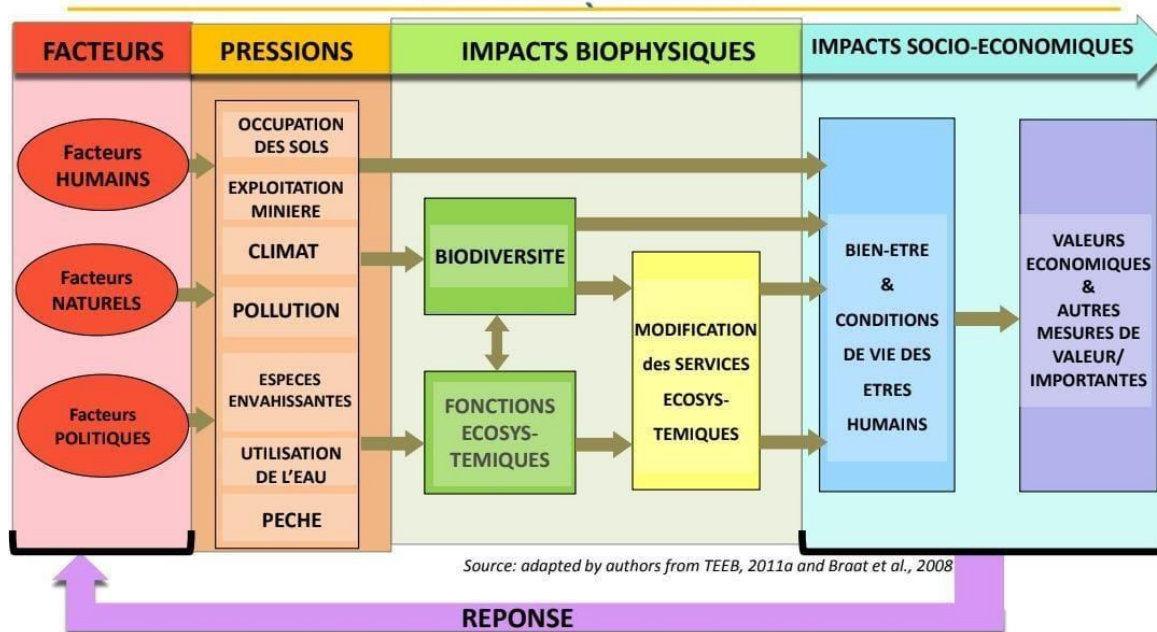 FACTEURS
PRESSIONS
IMPACTS BIOPHYSIQUES
IMPACTS SOCIO-ECONOMIQUES
Facteurs
HUMAINS
Facteurs
NATURELS
Facteurs
POLITIQUES
OCCUPATION
DES SOLS
EXPLOITATION
MINIERE
CLIMAT
POLLUTION
ESPECES
ENVAHISSANTES
UTILISATION
DE L'EAU
PECHE
BIODIVERSITE
FONCTIONS
ECOSYS-
TEMIQUES
MODIFICATION
des SERVICES
ECOSYS-
TEMIQUES
BIEN-ETRE
&
CONDITIONS
DE VIE DES
ETRES
HUMAINS
VALEURS
ECONOMIQUES
&
AUTRES
MESURES DE
VALEUR/
IMPORTANTES
Source: adapted by authors from TEEB, 2011a and Braat et al., 2008
REPONSE